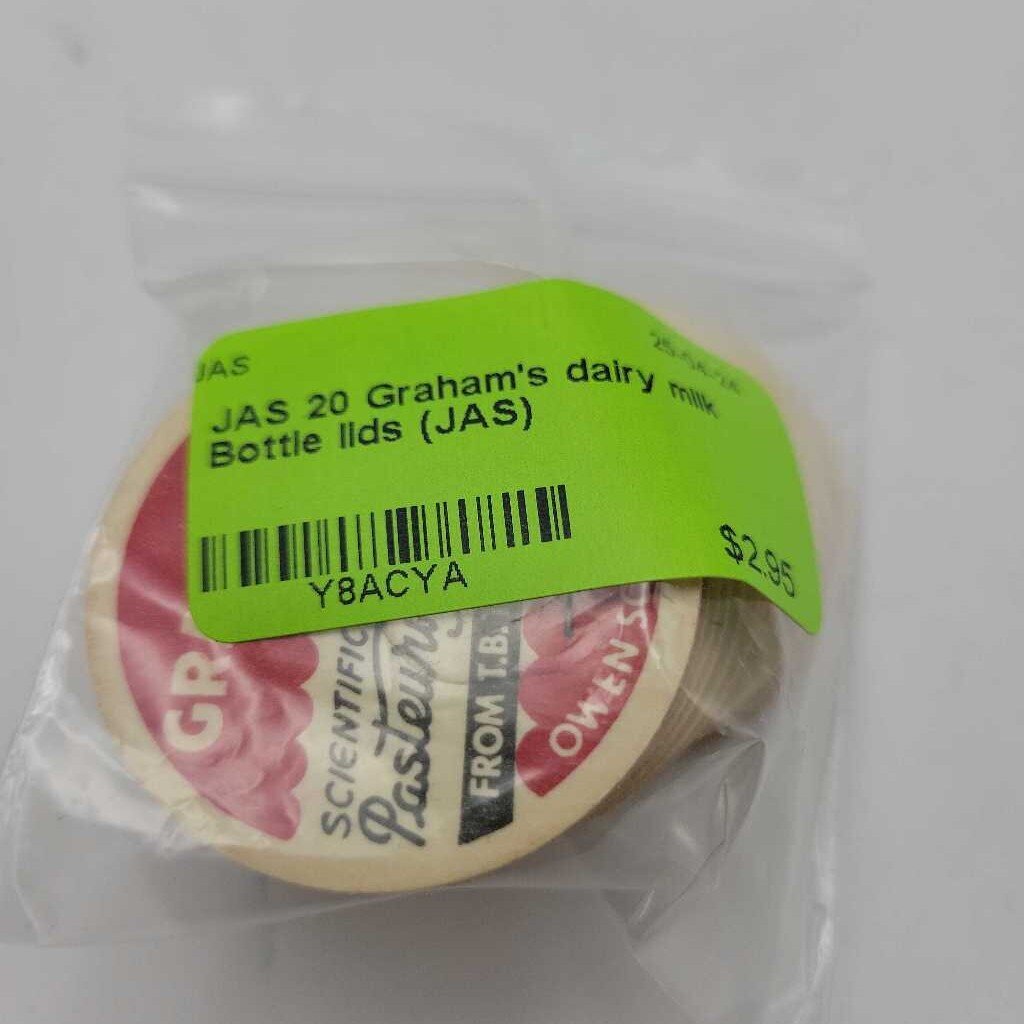 JAS
JAS 20 Graham's dairy milk
Bottle lids (JAS)
Y8ACYA
$2.95
GR
SCIENTIFIC
Pasteur
FROM T.B.
OWEN S